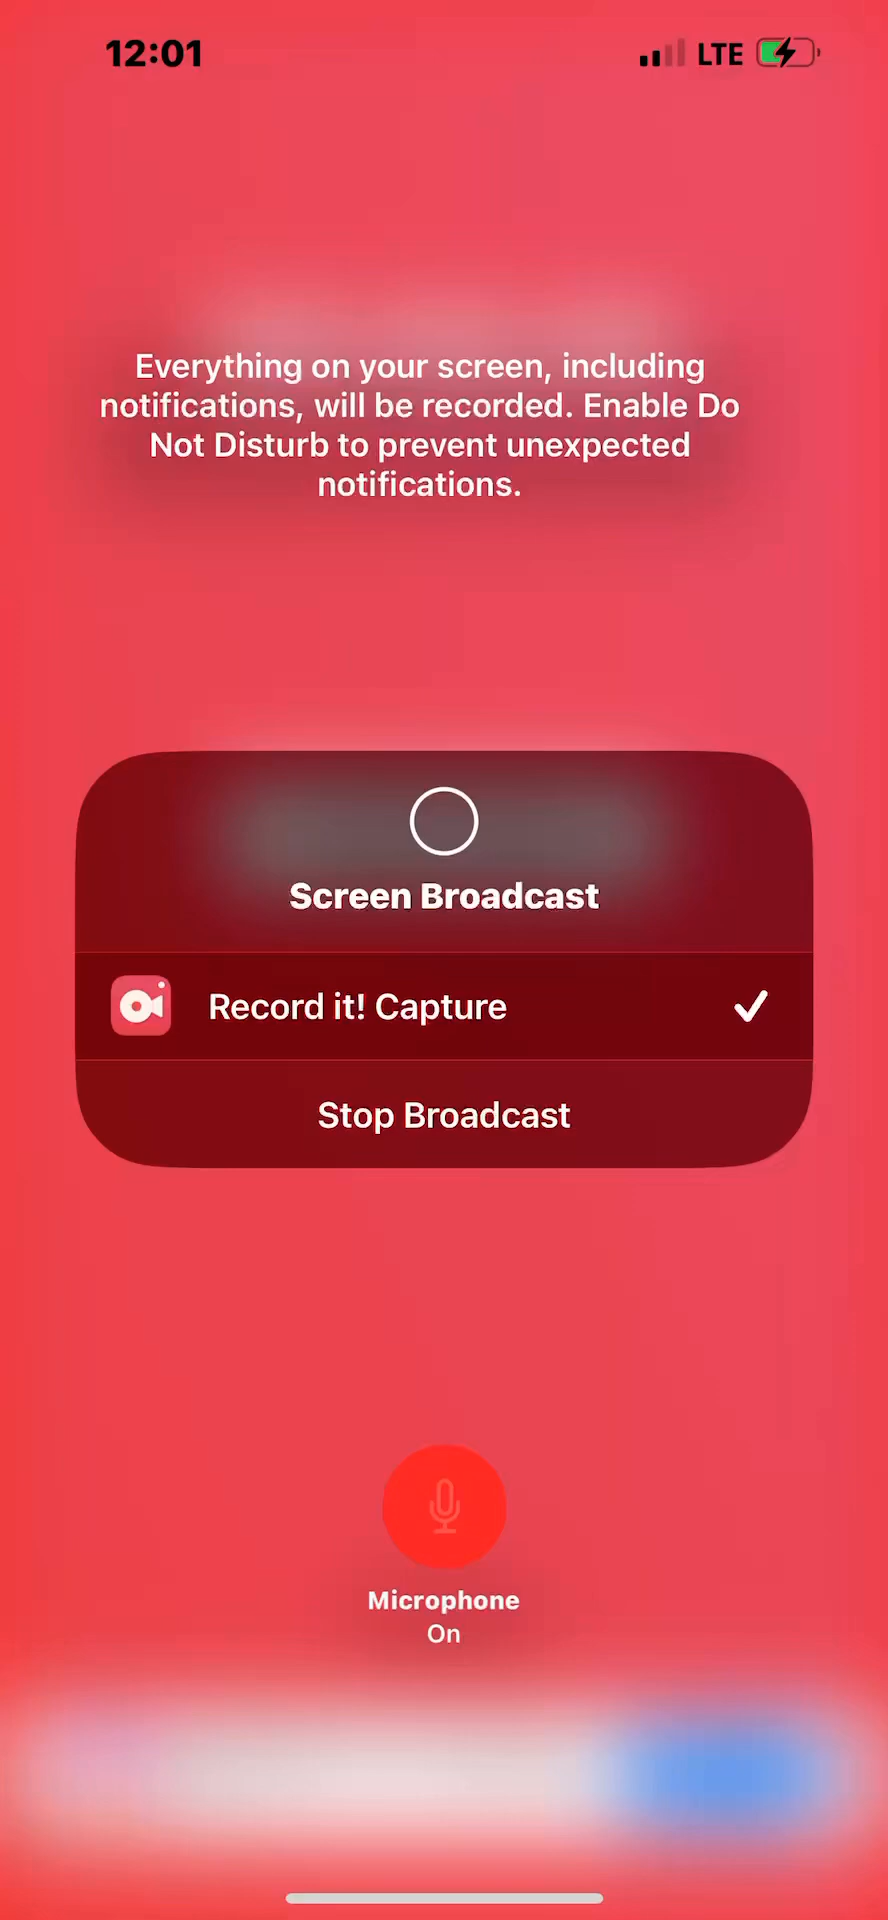 12:01
LTE
Everything on your screen, including
notifications, will be recorded. Enable Do
Not Disturb to prevent unexpected
notifications.
Screen Broadcast
Record it! Capture
Stop Broadcast
Microphone
On